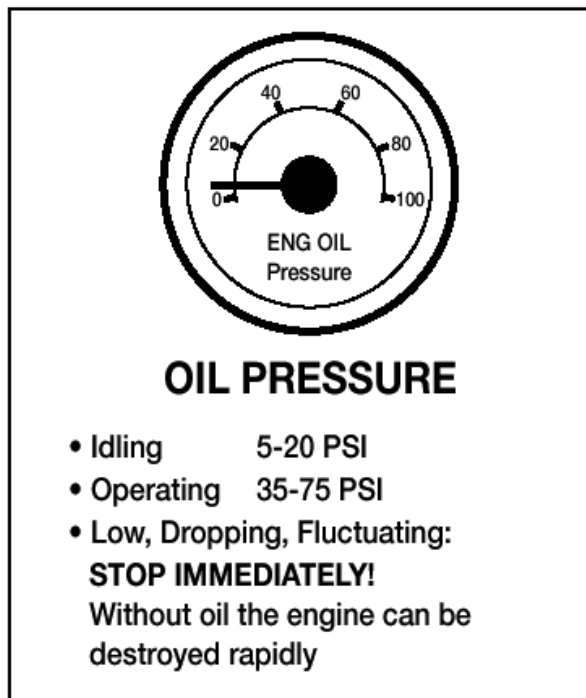 40 60
20 80
0 100
ENG OIL
Pressure
OIL PRESSURE
• Idling 5-20 PSI
• Operating 35-75 PSI
• Low, Dropping, Fluctuating:
STOP IMMEDIATELY!
Without oil the engine can be
destroyed rapidly